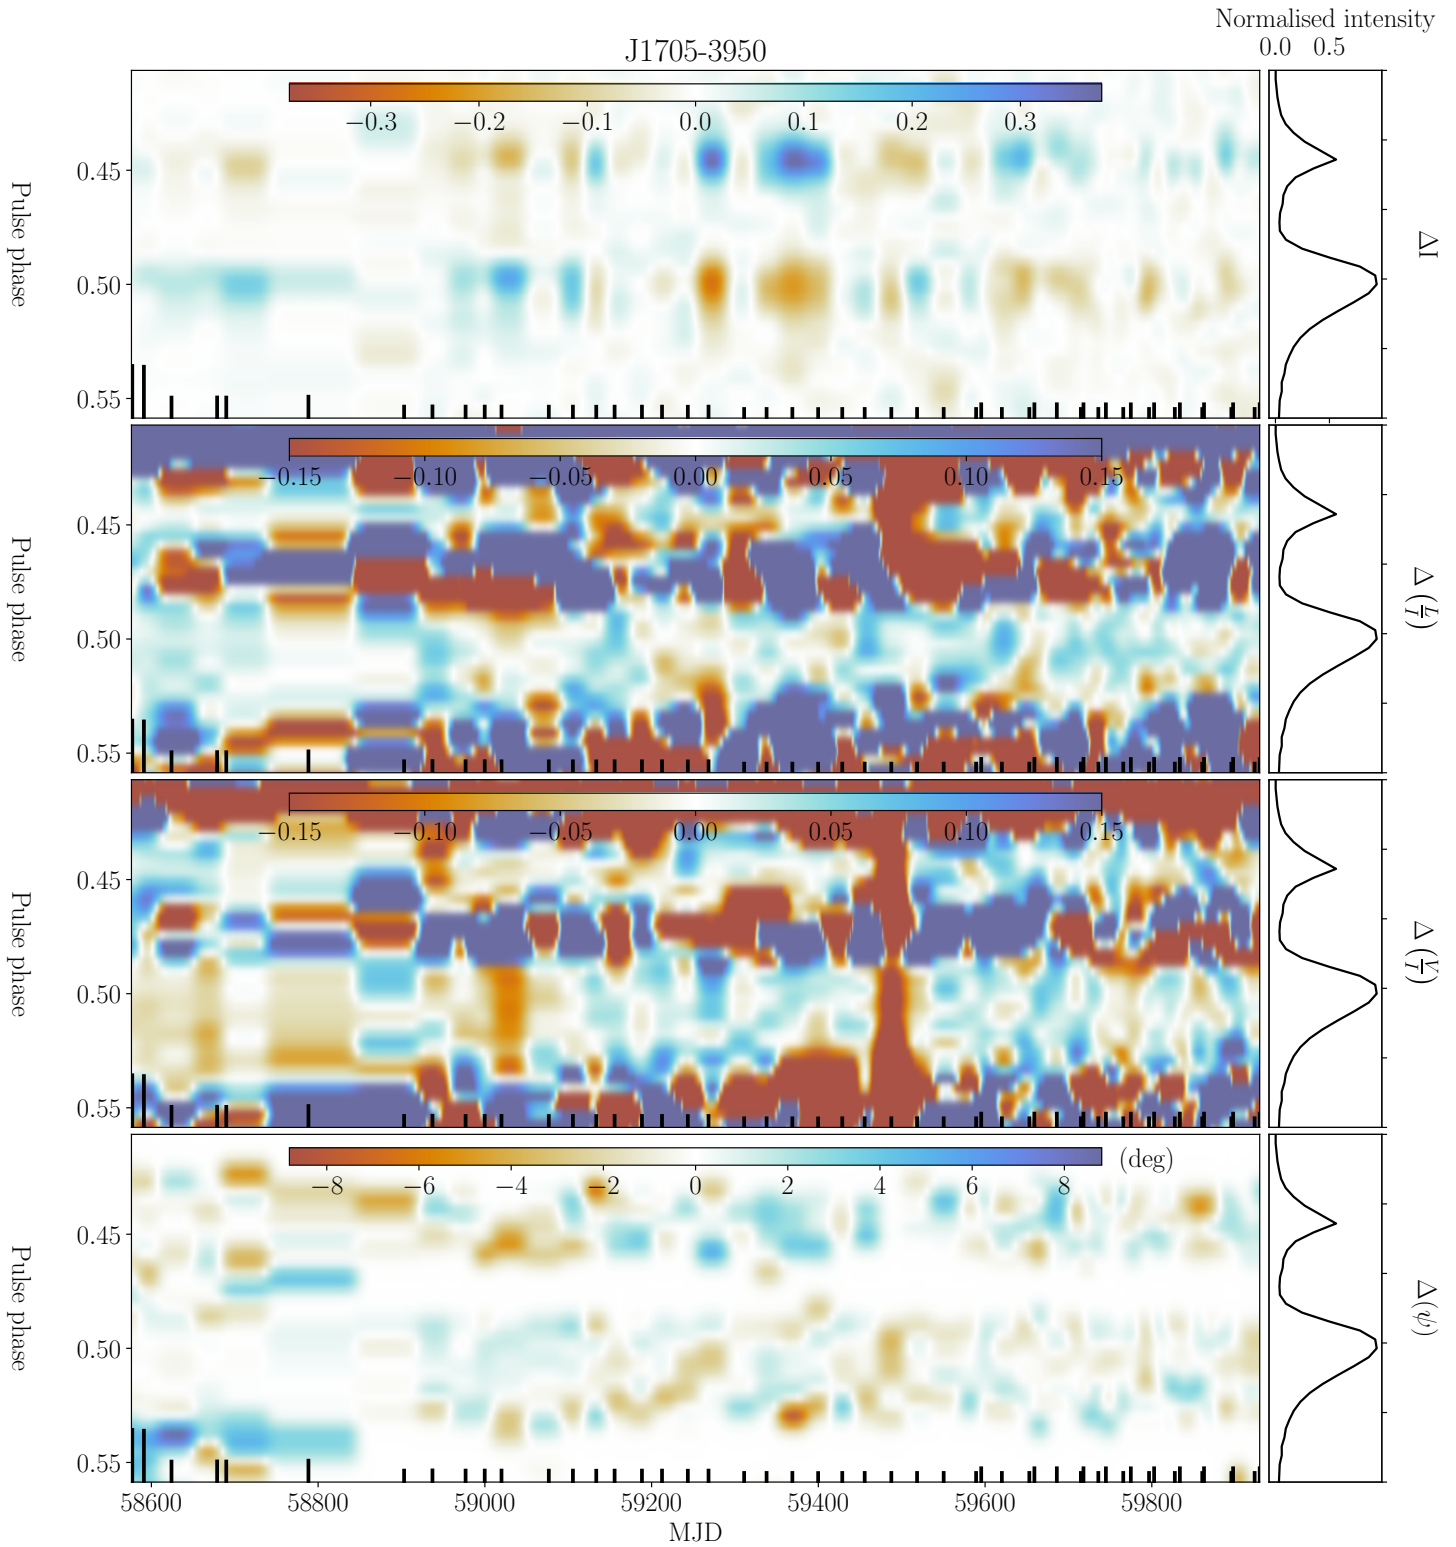 Normalised intensity
0.0 0.5
J1705-3950
−0.3 −0.2 −0.1 0.0 0.1 0.2 0.3
0.45
0.50
0.55
Pulse phase
ΔI
−0.15 −0.10 −0.05 0.00 0.05 0.10 0.15
0.45
0.50
0.55
Pulse phase
Δ(L/I)
−0.15 −0.10 −0.05 0.00 0.05 0.10 0.15
0.45
0.50
0.55
Pulse phase
Δ(V/I)
(deg)
−8 −6 −4 −2 0 2 4 6 8
0.45
0.50
0.55
Pulse phase
Δ(ψ)
58600 58800 59000 59200 59400 59600 59800
MJD